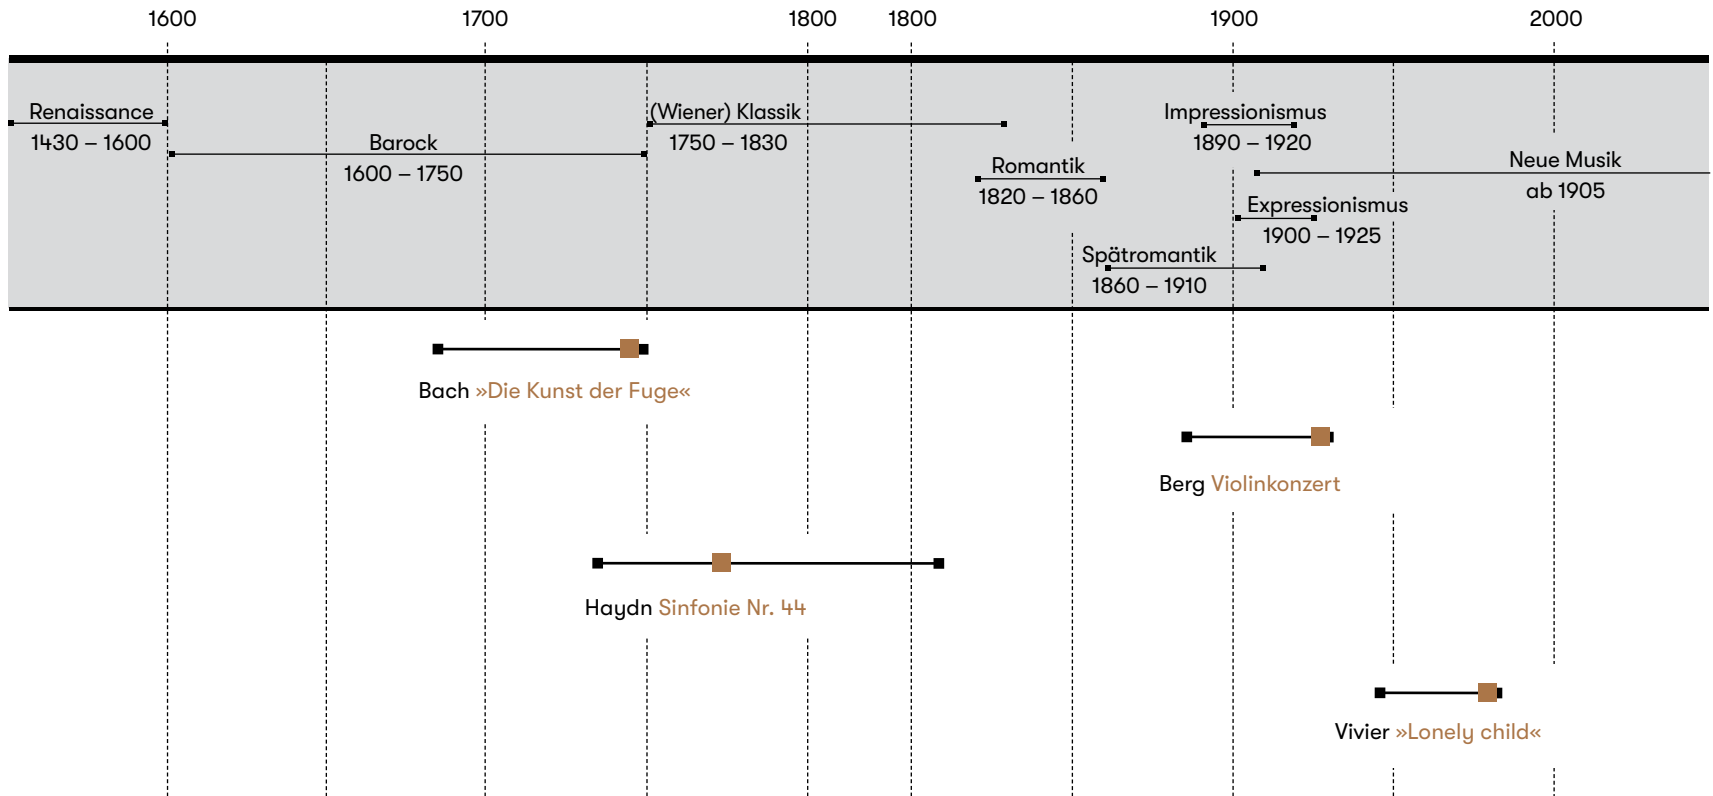 1600 1700 1800 1800 1900 2000
Renaissance
1430 – 1600
Barock
1600 – 1750
(Wiener) Klassik
1750 – 1830
Romantik
1820 – 1860
Spätromantik
1860 – 1910
Impressionismus
1890 – 1920
Expressionismus
1900 – 1925
Neue Musik
ab 1905
Bach »Die Kunst der Fuge«
Berg Violinkonzert
Haydn Sinfonie Nr. 44
Vivier »Lonely child«